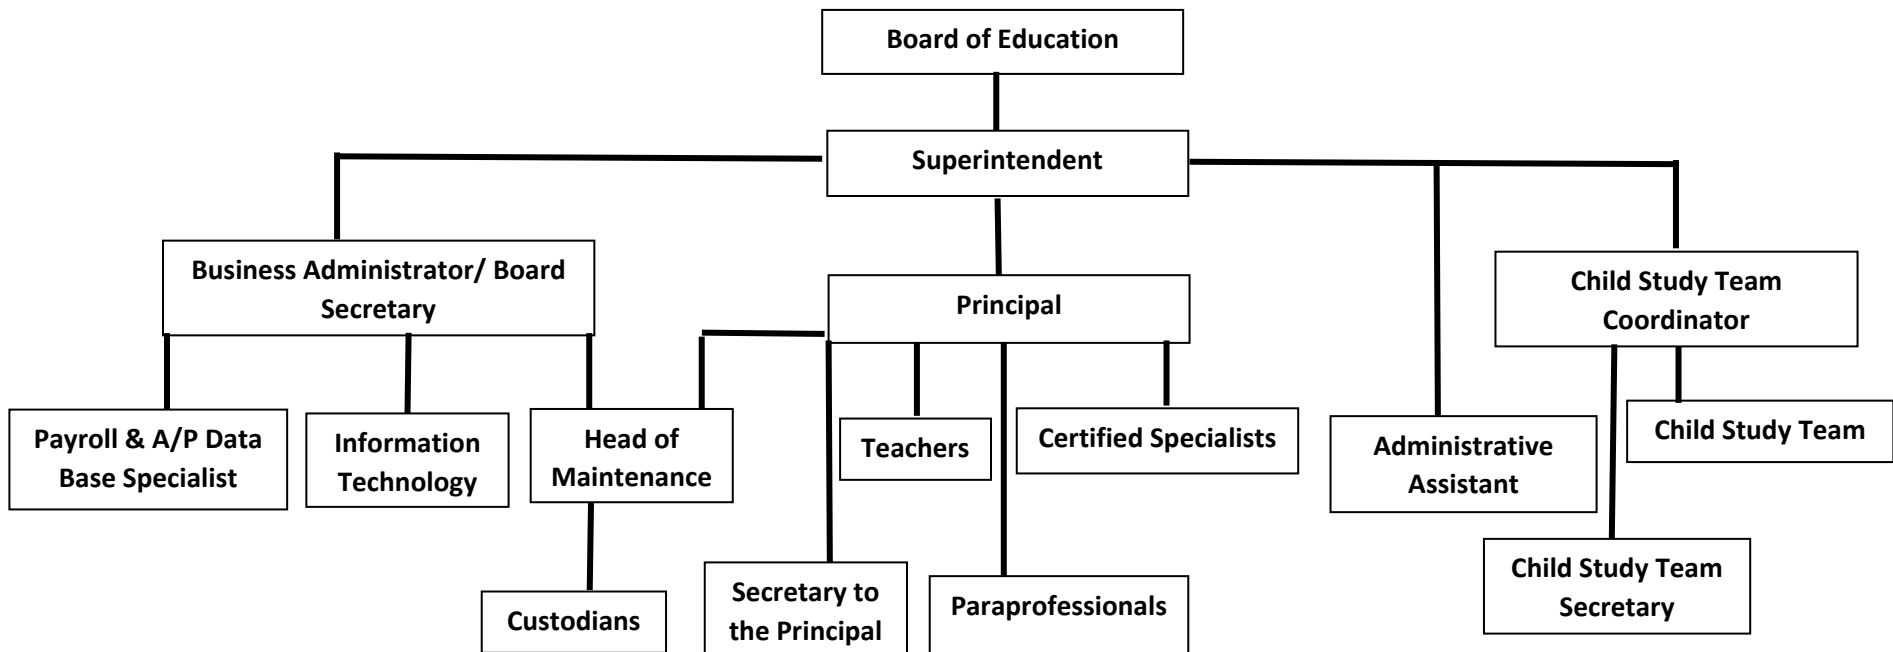 Board of Education
Superintendent
Business Administrator/ Board
Secretary
Principal
Child Study Team
Coordinator
Payroll & A/P Data
Base Specialist
Information
Technology
Head of
Maintenance
Teachers
Certified Specialists
Administrative
Assistant
Child Study Team
Custodians
Secretary to
the Principal
Paraprofessionals
Child Study Team
Secretary